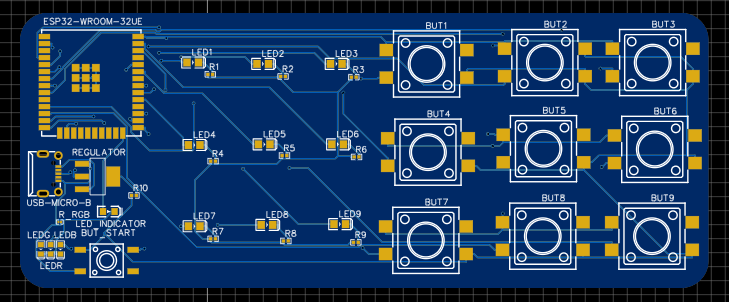 ESP32-WROOM-32UE
BUT1
BUT2
BUT3
LED1
LED2
LED3
R1
R2
R3
BUT4
BUT5
BUT6
LED4
LED5
LED6
R4
R5
R6
REGULATOR
R10
USB-MICRO-B
R_RGB
LED INDICATOR
BUT_START
LEDG
LEDB
LEDR
LED7
LED8
LED9
R7
R8
R9
BUT7
BUT8
BUT9